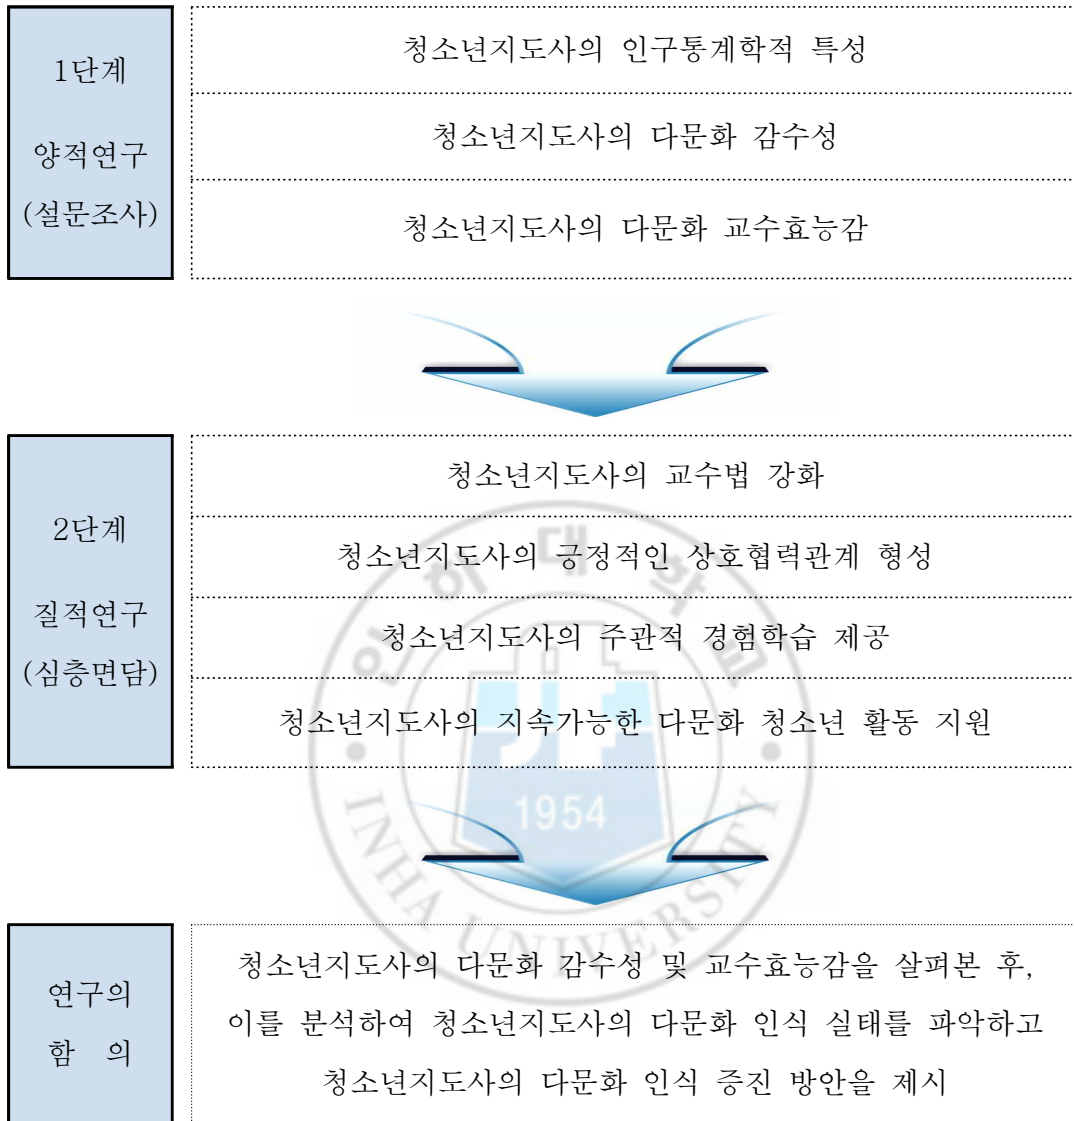 1단계
양적연구
(설문조사)
청소년지도사의 인구통계학적 특성
청소년지도사의 다문화 감수성
청소년지도사의 다문화 교수효능감
2단계
질적연구
(심층면담)
청소년지도사의 교수법 강화
청소년지도사의 긍정적인 상호협력관계 형성
청소년지도사의 주관적 경험학습 제공
청소년지도사의 지속가능한 다문화 청소년 활동 지원
인하대학교
1954
INHA UNIVERSITY
연구의
함 의
청소년지도사의 다문화 감수성 및 교수효능감을 살펴본 후,
이를 분석하여 청소년지도사의 다문화 인식 실태를 파악하고
청소년지도사의 다문화 인식 증진 방안을 제시